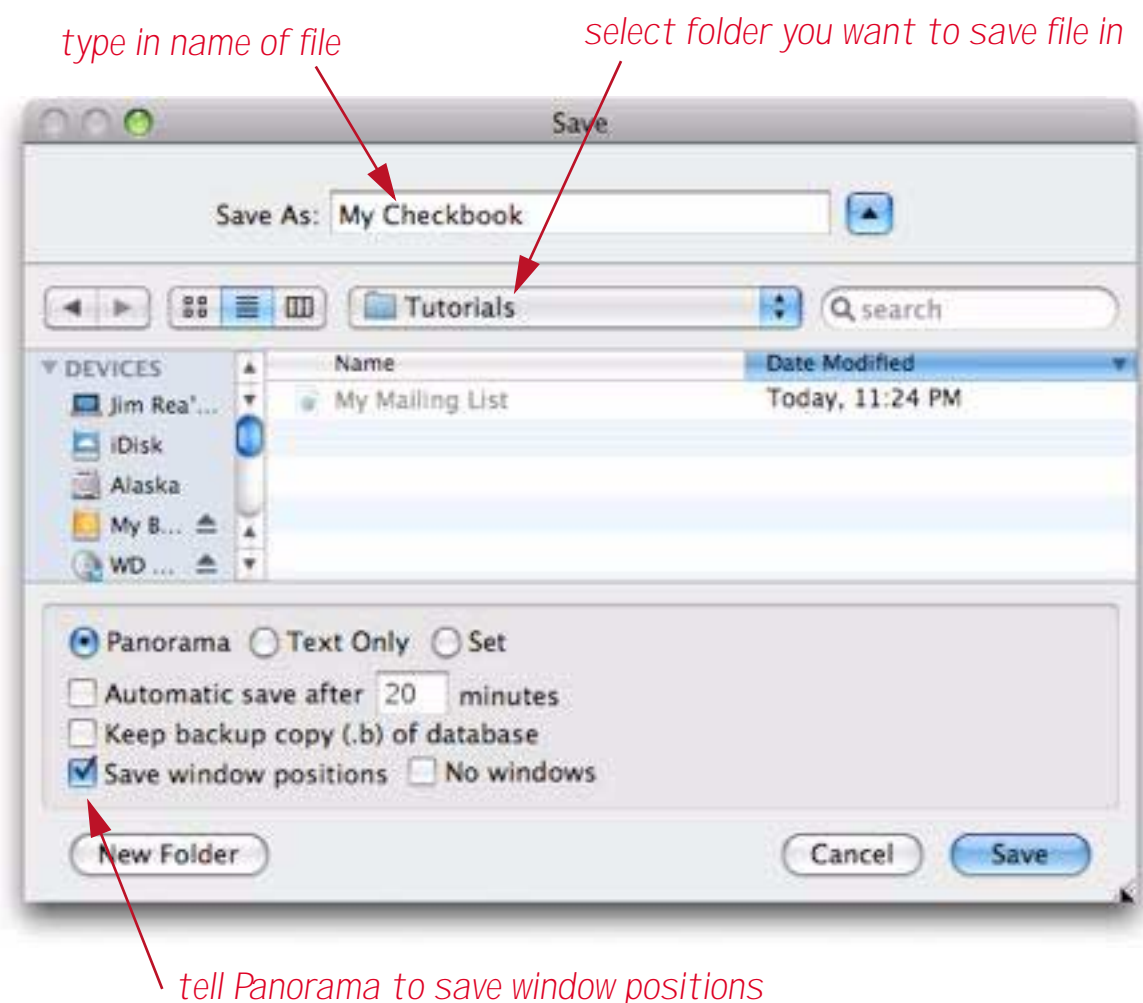 type in name of file
select folder you want to save file in
Save
Save As: My Checkbook
Tutorials
search
DEVICES
Name
Date Modified
Jim Rea'...
My Mailing List
Today, 11:24 PM
iDisk
Alaska
My B...
WD ...
Panorama Text Only Set
Automatic save after 20 minutes
Keep backup copy (.b) of database
Save window positions No windows
New Folder
Cancel
Save
tell Panorama to save window positions